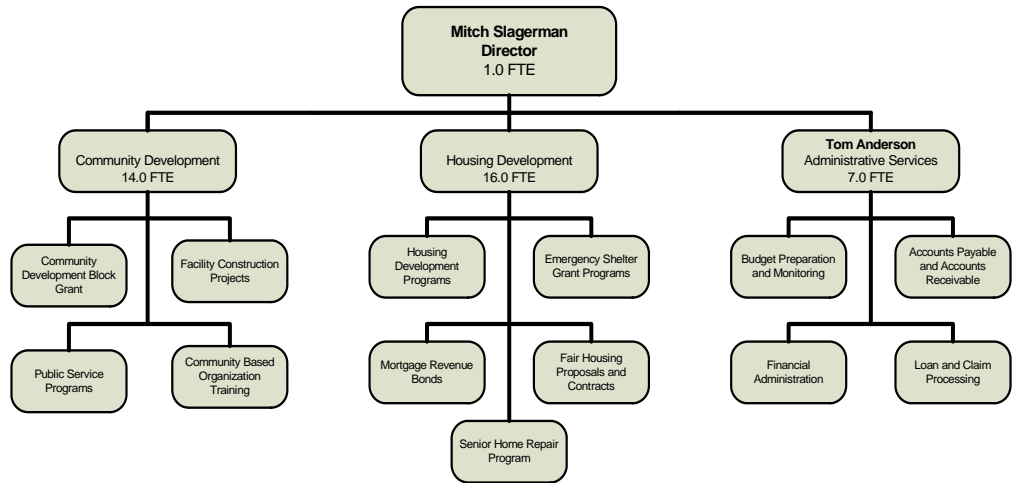 Mitch Slagerman
Director
1.0 FTE
Community Development
14.0 FTE
Housing Development
16.0 FTE
Tom Anderson
Administrative Services
7.0 FTE
Community
Development Block
Grant
Facility Construction
Projects
Housing
Development
Programs
Emergency Shelter
Grant Programs
Budget Preparation
and Monitoring
Accounts Payable
and Accounts
Receivable
Public Service
Programs
Community Based
Organization
Training
Mortgage Revenue
Bonds
Fair Housing
Proposals and
Contracts
Financial
Administration
Loan and Claim
Processing
Senior Home Repair
Program